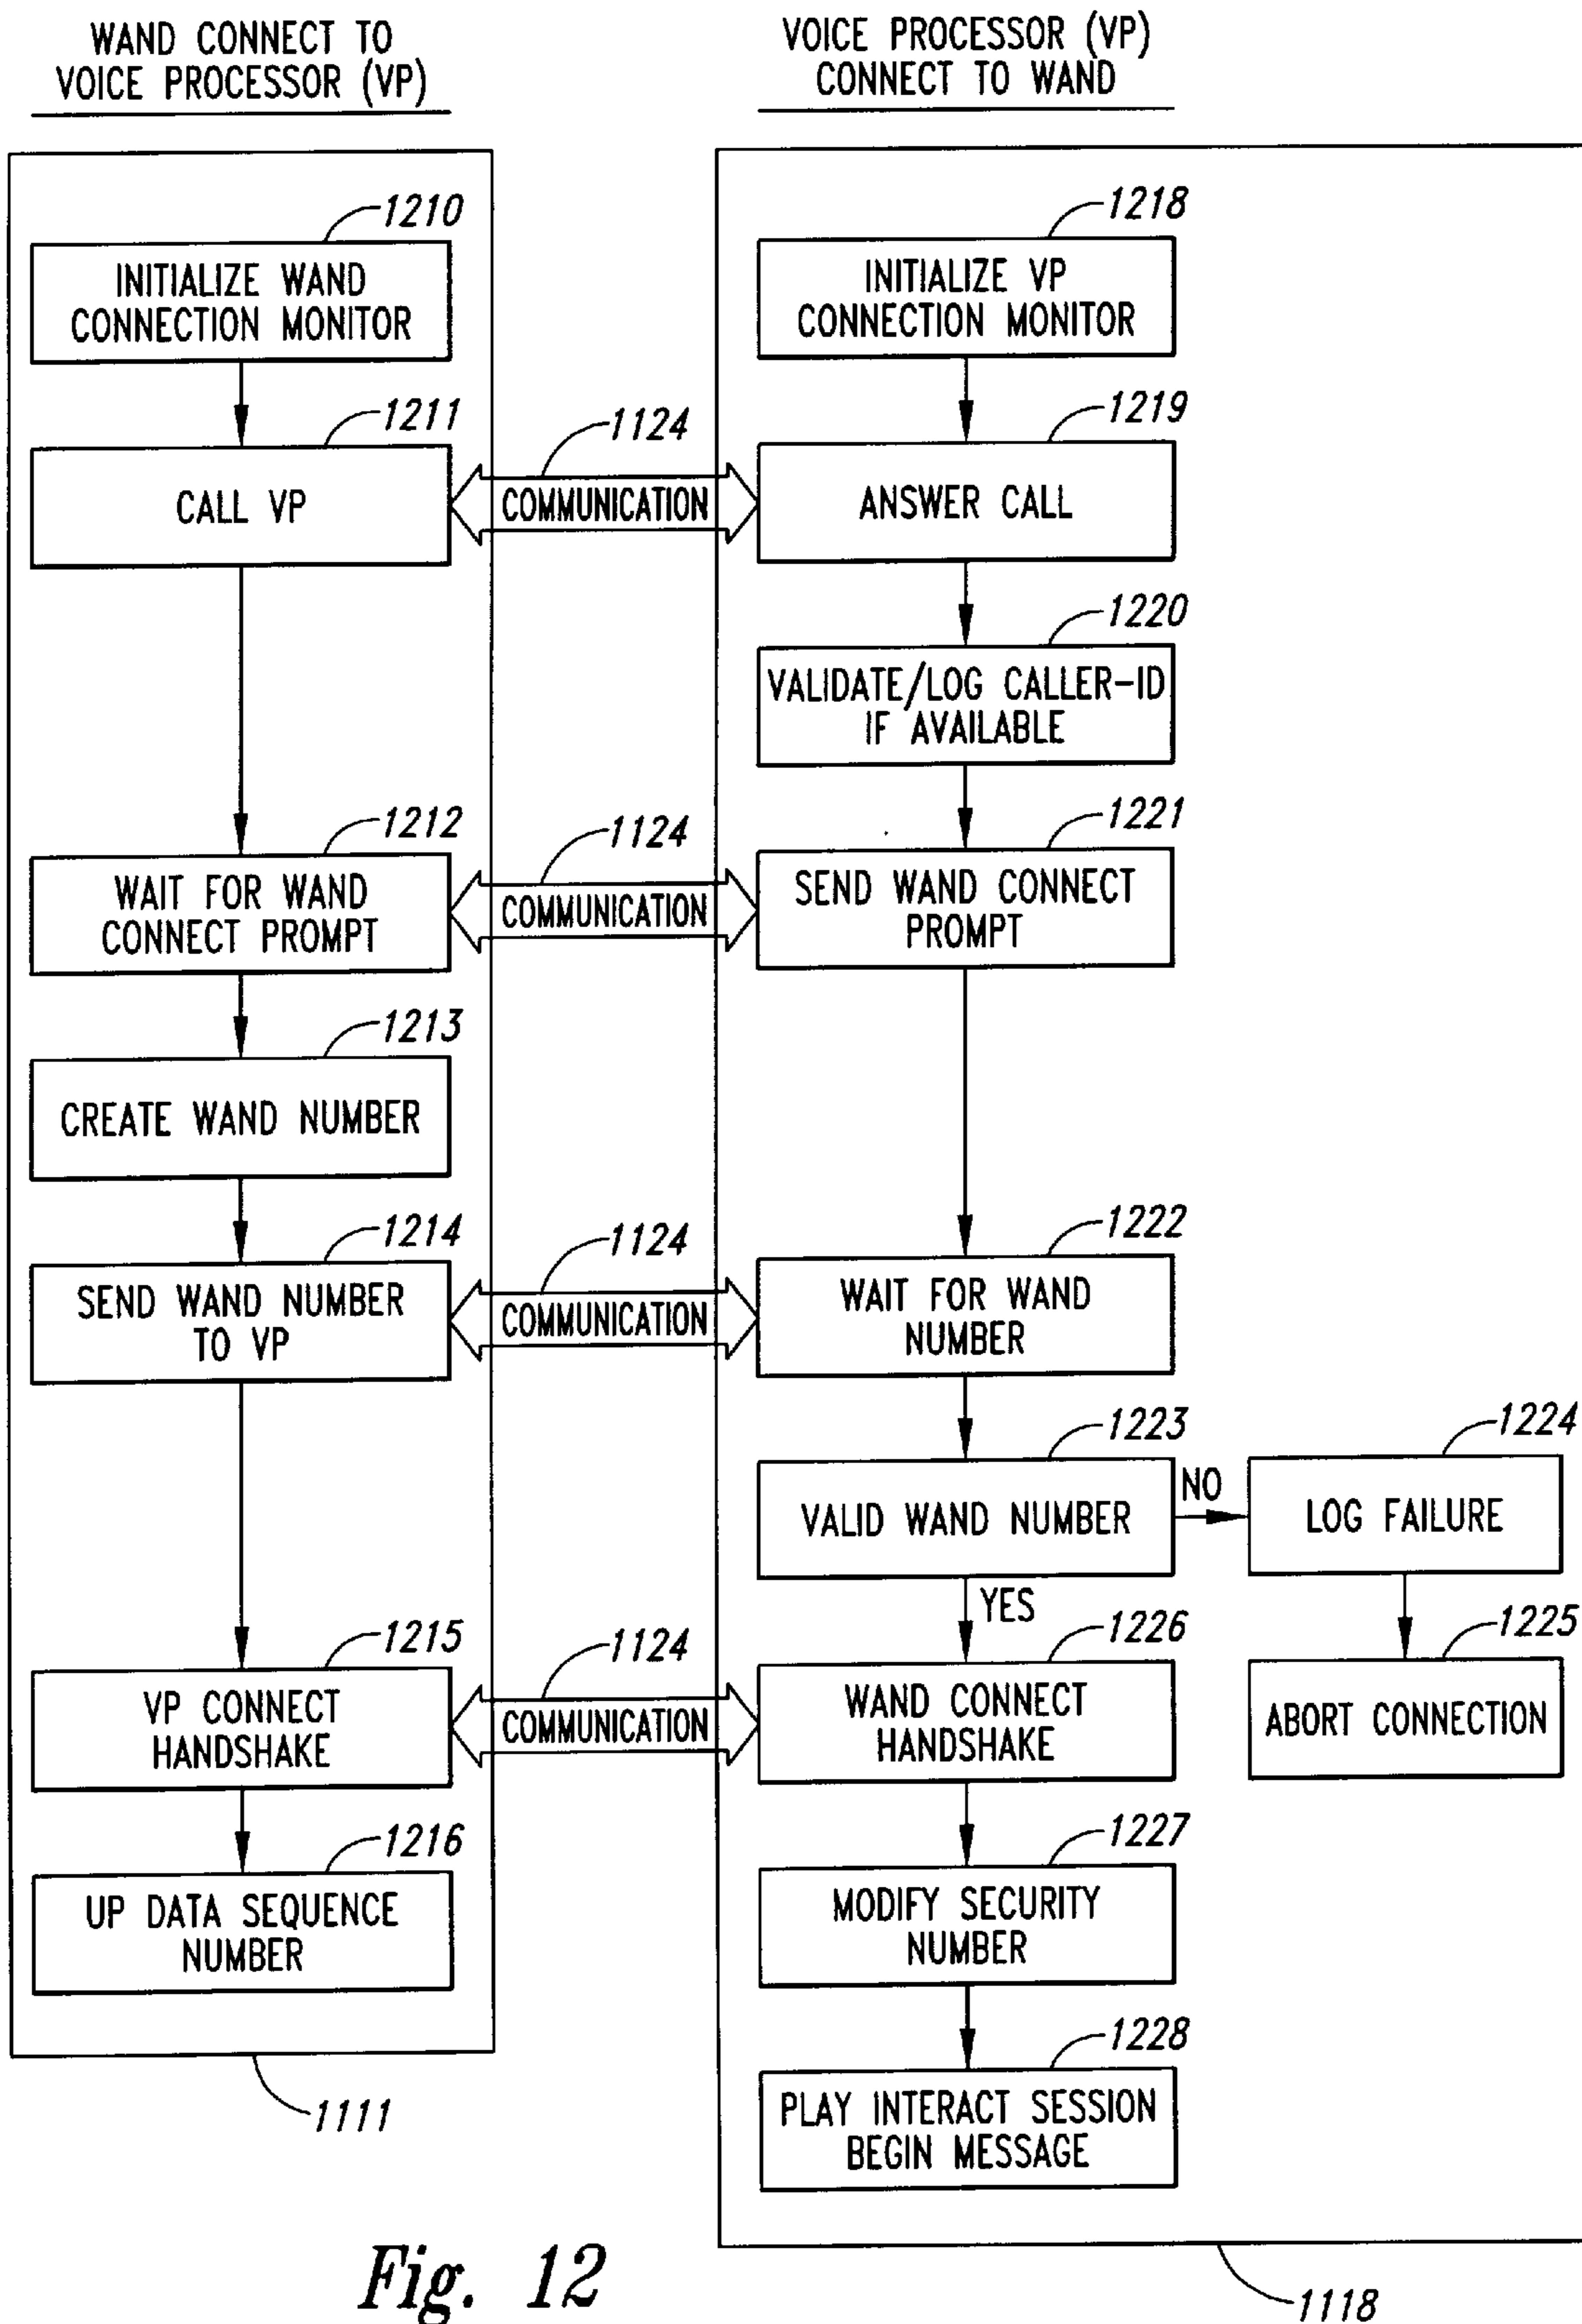 WAND CONNECT TO
VOICE PROCESSOR (VP)
1210
INITIALIZE WAND
CONNECTION MONITOR
1211
CALL VP
1212
WAIT FOR WAND
CONNECT PROMPT
1213
CREATE WAND NUMBER
1214
SEND WAND NUMBER
TO VP
1215
VP CONNECT
HANDSHAKE
1216
UP DATA SEQUENCE
NUMBER
1111
1124
COMMUNICATION
1124
COMMUNICATION
1124
COMMUNICATION
1124
COMMUNICATION
VOICE PROCESSOR (VP)
CONNECT TO WAND
1218
INITIALIZE VP
CONNECTION MONITOR
1219
ANSWER CALL
1220
VALIDATE/LOG CALLER-ID
IF AVAILABLE
1221
SEND WAND CONNECT
PROMPT
1222
WAIT FOR WAND
NUMBER
1223
VALID WAND NUMBER
NO
1224
LOG FAILURE
1225
ABORT CONNECTION
YES
1226
WAND CONNECT
HANDSHAKE
1227
MODIFY SECURITY
NUMBER
1228
PLAY INTERACT SESSION
BEGIN MESSAGE
1118
Fig. 12